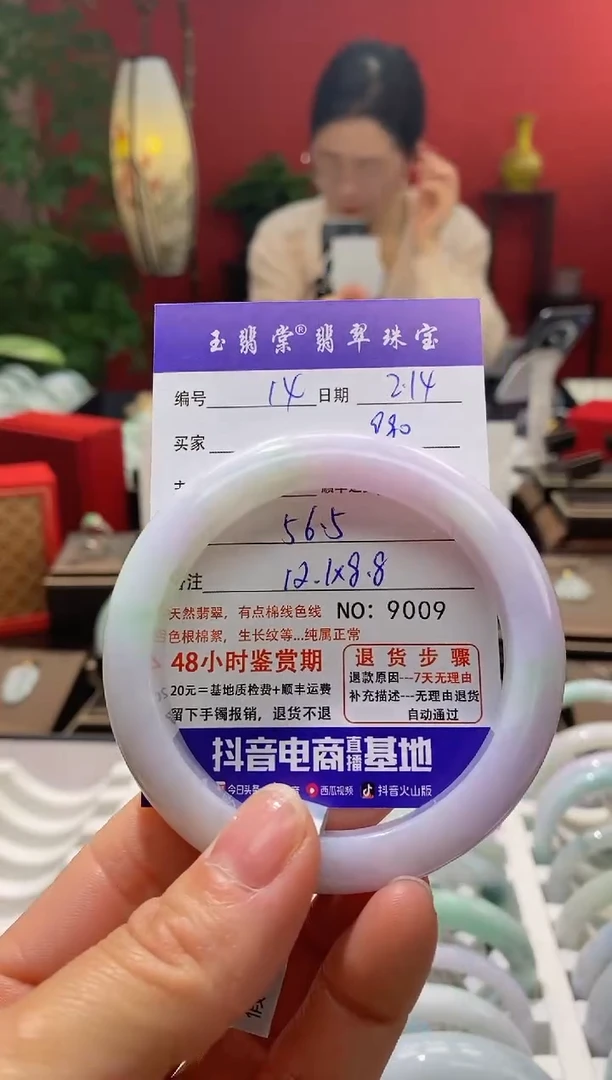 玉翡棠®翡翠珠宝
编号 14 日期 2.14
买家 880
56.5
注 12.1x8.8
天然翡翠，有点棉线色线 NO：9009
色根棉絮，生长纹等...纯属正常
48小时鉴赏期
20元=基地质检费+顺丰运费
留下手镯报销，退货不退
退货步骤
退款原因---7天无理由
补充描述---无理由退货
自动通过
抖音电商直播基地
今日头 西瓜视频 抖音火山版